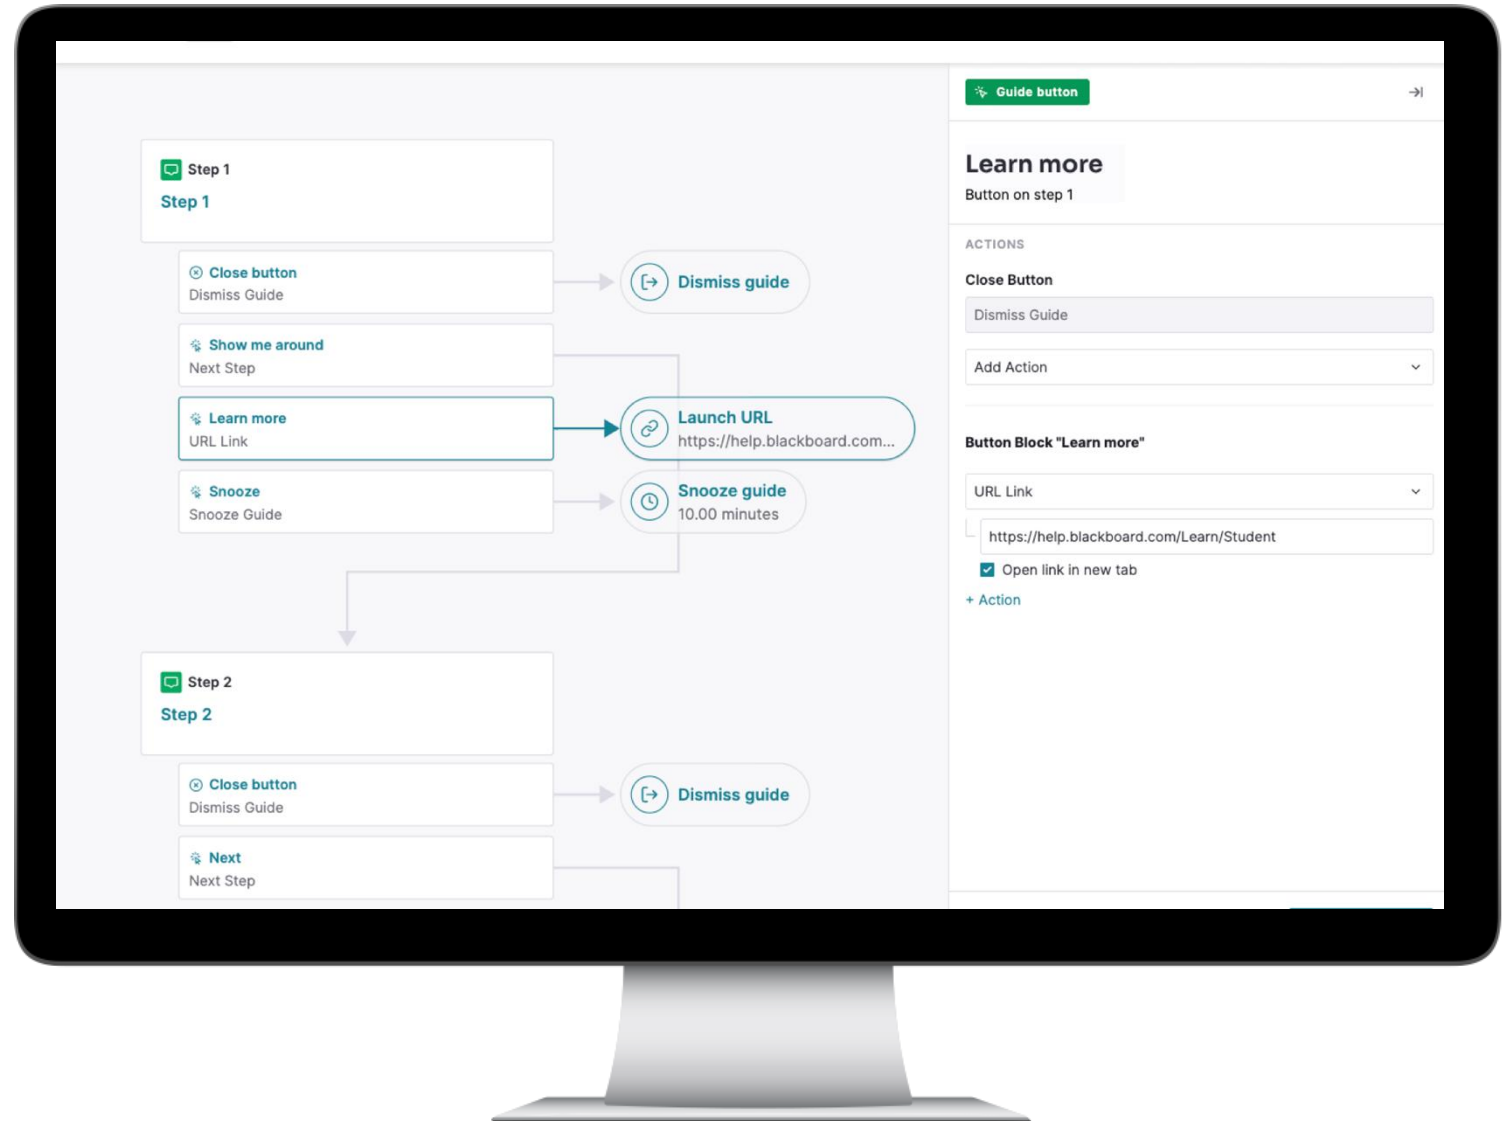 Step 1
Step 1
Close button
Dismiss Guide
Dismiss guide
Show me around
Next Step
Learn more
URL Link
Launch URL
https://help.blackboard.com...
Snooze
Snooze Guide
Snooze guide
10.00 minutes
Step 2
Step 2
Close button
Dismiss Guide
Dismiss guide
Next
Next Step
Guide button
Learn more
Button on step 1
ACTIONS
Close Button
Dismiss Guide
Add Action
Button Block "Learn more"
URL Link
https://help.blackboard.com/Learn/Student
Open link in new tab
+ Action